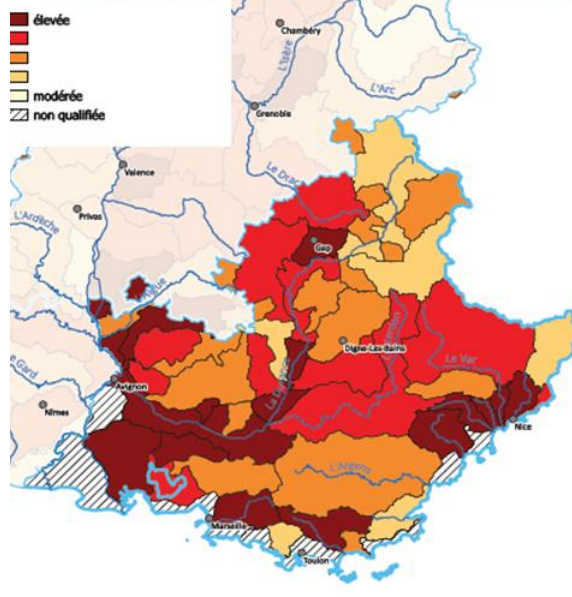 élevée
modérée
non qualifiée
Chambéry
L'Isère
L'Arc
Grenoble
Valence
Le Drac
Privas
L'Ardèche
Gap
Digne-Les-Bains
Le Var
Avignon
Nîmes
Nice
L'Argens
Marseille
Toulon